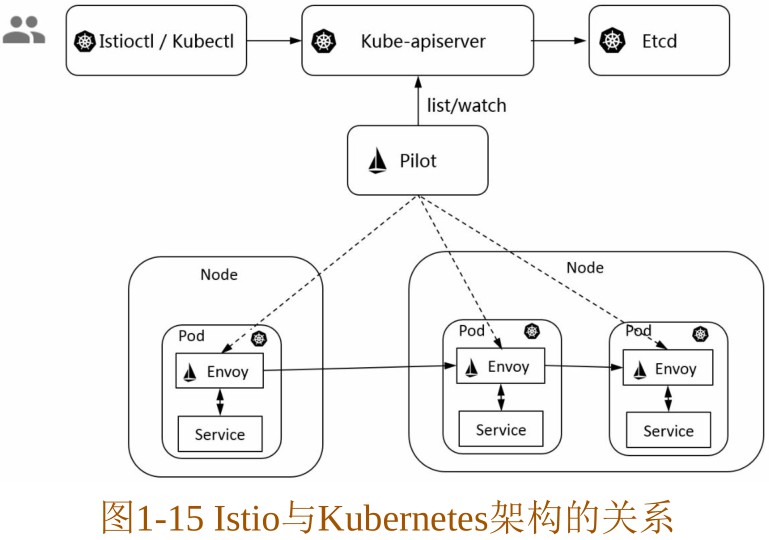 Istioctl / Kubectl
Kube-apiserver
Etcd
list/watch
Pilot
Node
Node
Pod
Pod
Pod
Envoy
Envoy
Envoy
Service
Service
Service
图1-15 Istio与Kubernetes架构的关系